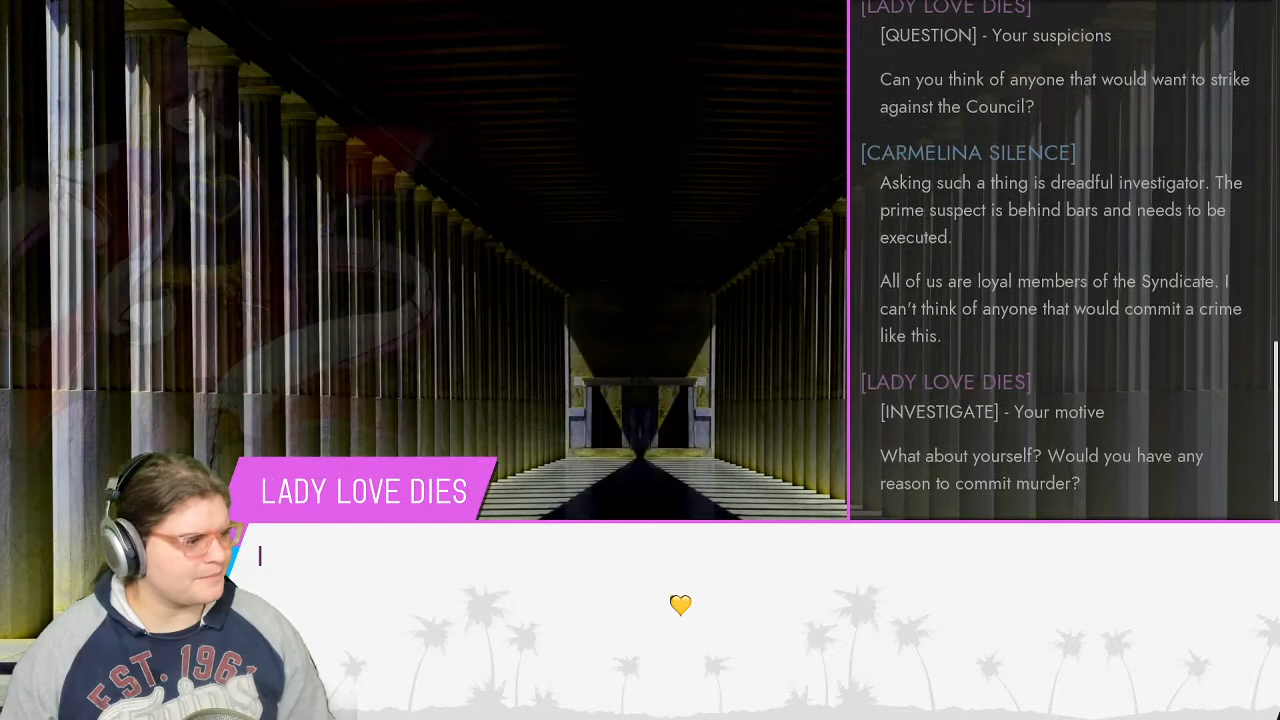 [LADY LOVE DIES]
[QUESTION] - Your suspicions
Can you think of anyone that would want to strike
against the Council?
[CARMELINA SILENCE]
Asking such a thing is dreadful investigator. The
prime suspect is behind bars and needs to be
executed.
All of us are loyal members of the Syndicate. I
can't think of anyone that would commit a crime
like this.
[LADY LOVE DIES]
[INVESTIGATE] - Your motive
What about yourself? Would you have any
reason to commit murder?
LADY LOVE DIES
EST. 196